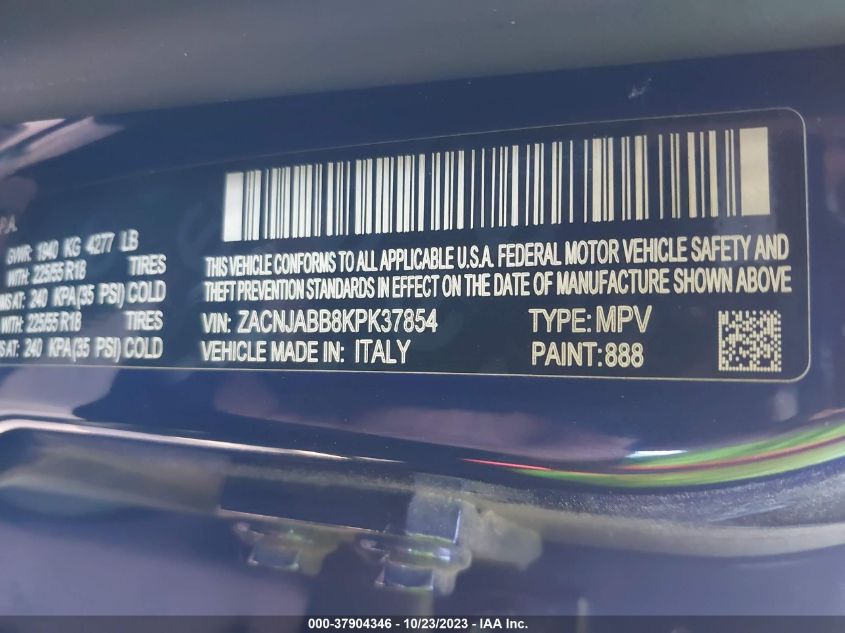 P.A.
GVWR: 1940 KG 4277 LB
WITH: 225/55 R18 TIRES
AT: 240 KPA(35 PSI) COLD
WITH: 225/55 R18 TIRES
AT: 240 KPA(35 PSI) COLD
THIS VEHICLE CONFORMS TO ALL APPLICABLE U.S.A. FEDERAL MOTOR VEHICLE SAFETY AND
THEFT PREVENTION STANDARDS IN EFFECT ON THE DATE OF MANUFACTURE SHOWN ABOVE
VIN: ZACNJABB8KPK37854 TYPE: MPV
VEHICLE MADE IN: ITALY PAINT: 888
000-37904346 - 10/23/2023 - IAA Inc.